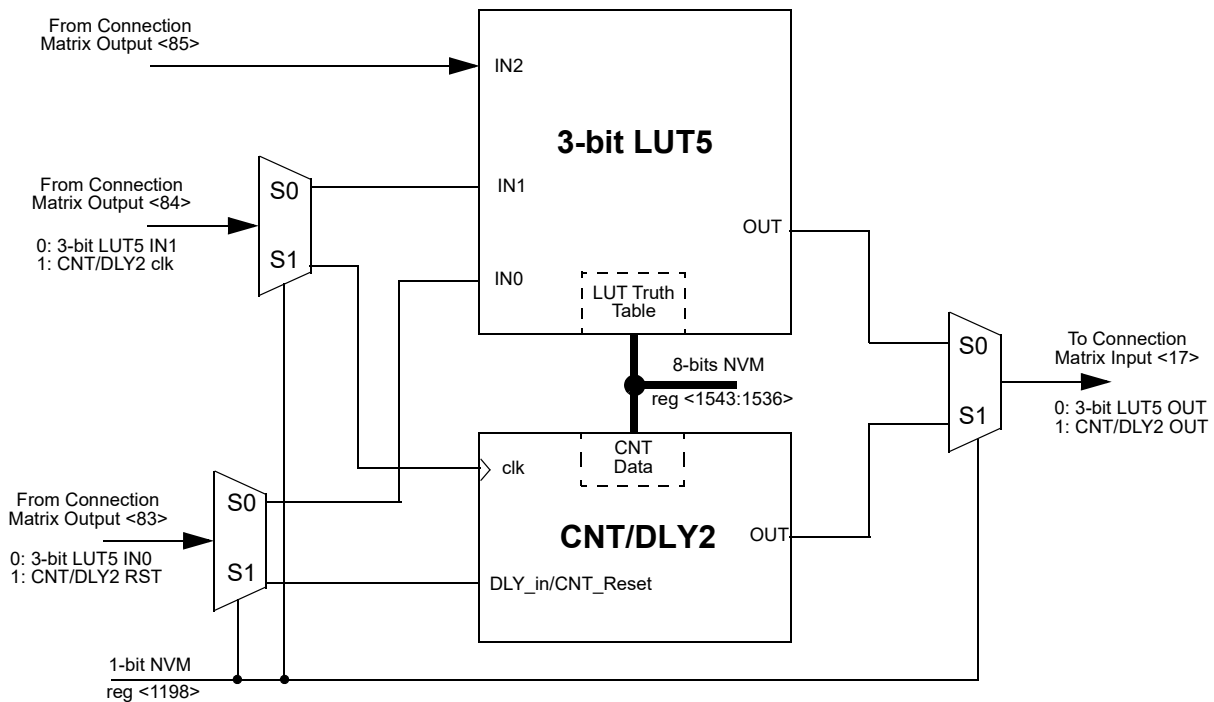 From Connection
Matrix Output <85>
IN2
3-bit LUT5
From Connection
Matrix Output <84>
0: 3-bit LUT5 IN1
1: CNT/DLY2 clk
S0
S1
IN1
IN0
OUT
LUT Truth
Table
8-bits NVM
reg <1543:1536>
S0
S1
To Connection
Matrix Input <17>
0: 3-bit LUT5 OUT
1: CNT/DLY2 OUT
CNT
Data
clk
CNT/DLY2
OUT
DLY_in/CNT_Reset
From Connection
Matrix Output <83>
0: 3-bit LUT5 IN0
1: CNT/DLY2 RST
S0
S1
1-bit NVM
reg <1198>